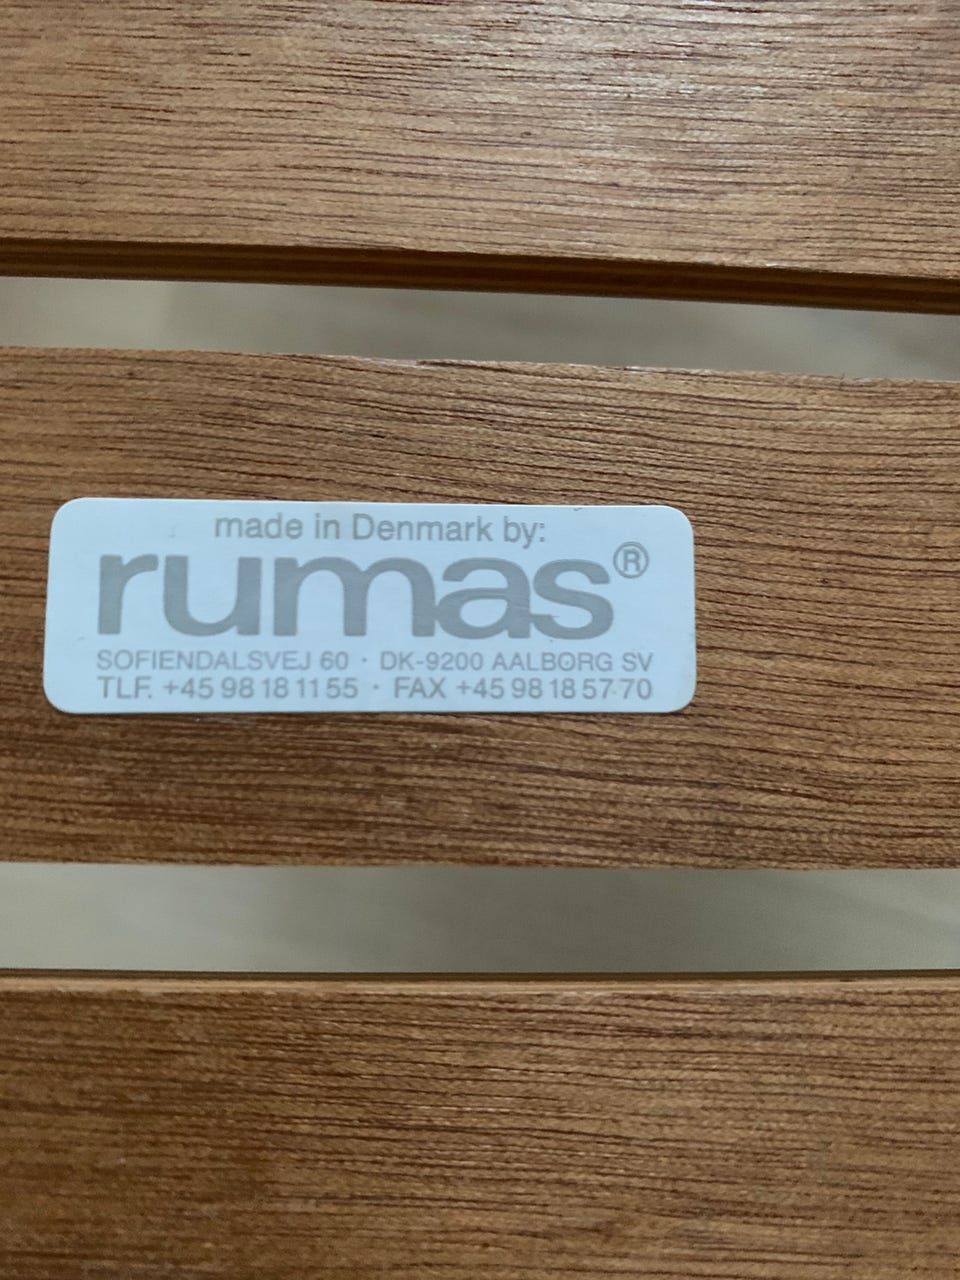 made in Denmark by:
rumas®
SOFIENDALSVEJ 60 · DK-9200 AALBORG SV
TLF. +45 98 18 11 55 · FAX +45 98 18 57 70